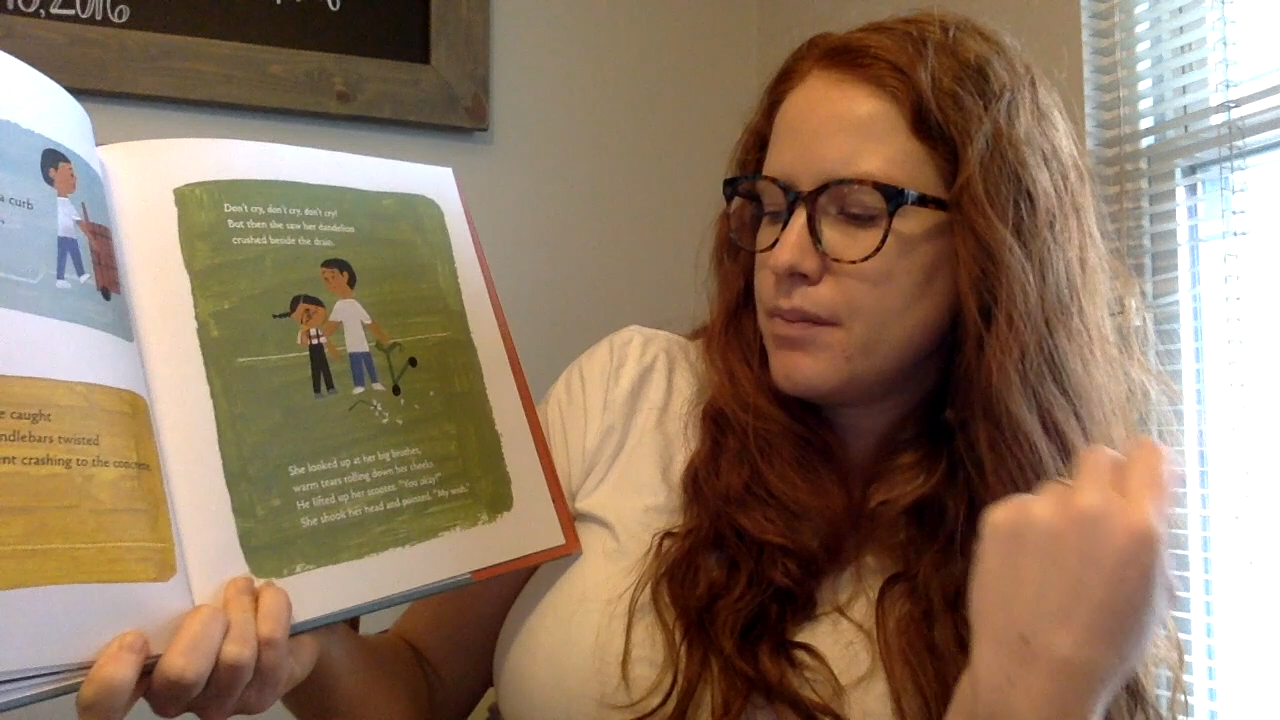 18, 2016
a curb
e caught
ndlebars twisted
nt crashing to the concrete.
Don't cry, don't cry, don't cry!
But then she saw her dandelion
crushed beside the drain.
She looked up at her big brother,
warm tears rolling down her cheeks.
He lifted up her scooter. "You okay?"
She shook her head and pointed. "My wish."